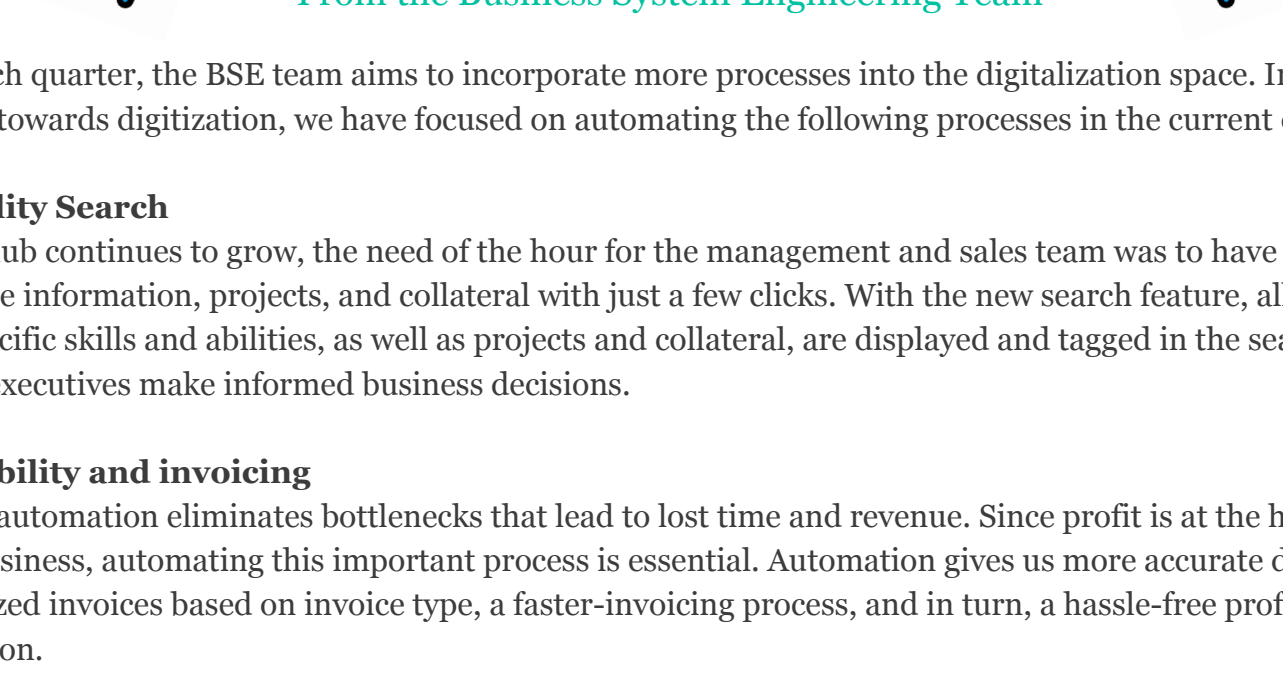 From the Business System Engineering Team
ch quarter, the BSE team aims to incorporate more processes into the digitalization space. In
towards digitization, we have focused on automating the following processes in the current
lity Search
ub continues to grow, the need of the hour for the management and sales team was to have
e information, projects, and collateral with just a few clicks. With the new search feature, all
cific skills and abilities, as well as projects and collateral, are displayed and tagged in the sea
executives make informed business decisions.
bility and invoicing
automation eliminates bottlenecks that lead to lost time and revenue. Since profit is at the h
siness, automating this important process is essential. Automation gives us more accurate d
zed invoices based on invoice type, a faster-invoicing process, and in turn, a hassle-free prof
on.